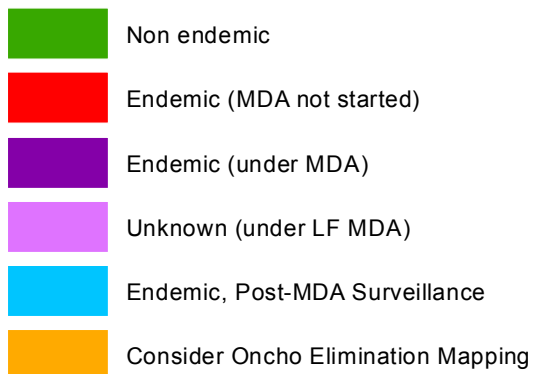 Non endemic
Endemic (MDA not started)
Endemic (under MDA)
Unknown (under LF MDA)
Endemic, Post-MDA Surveillance
Consider Oncho Elimination Mapping